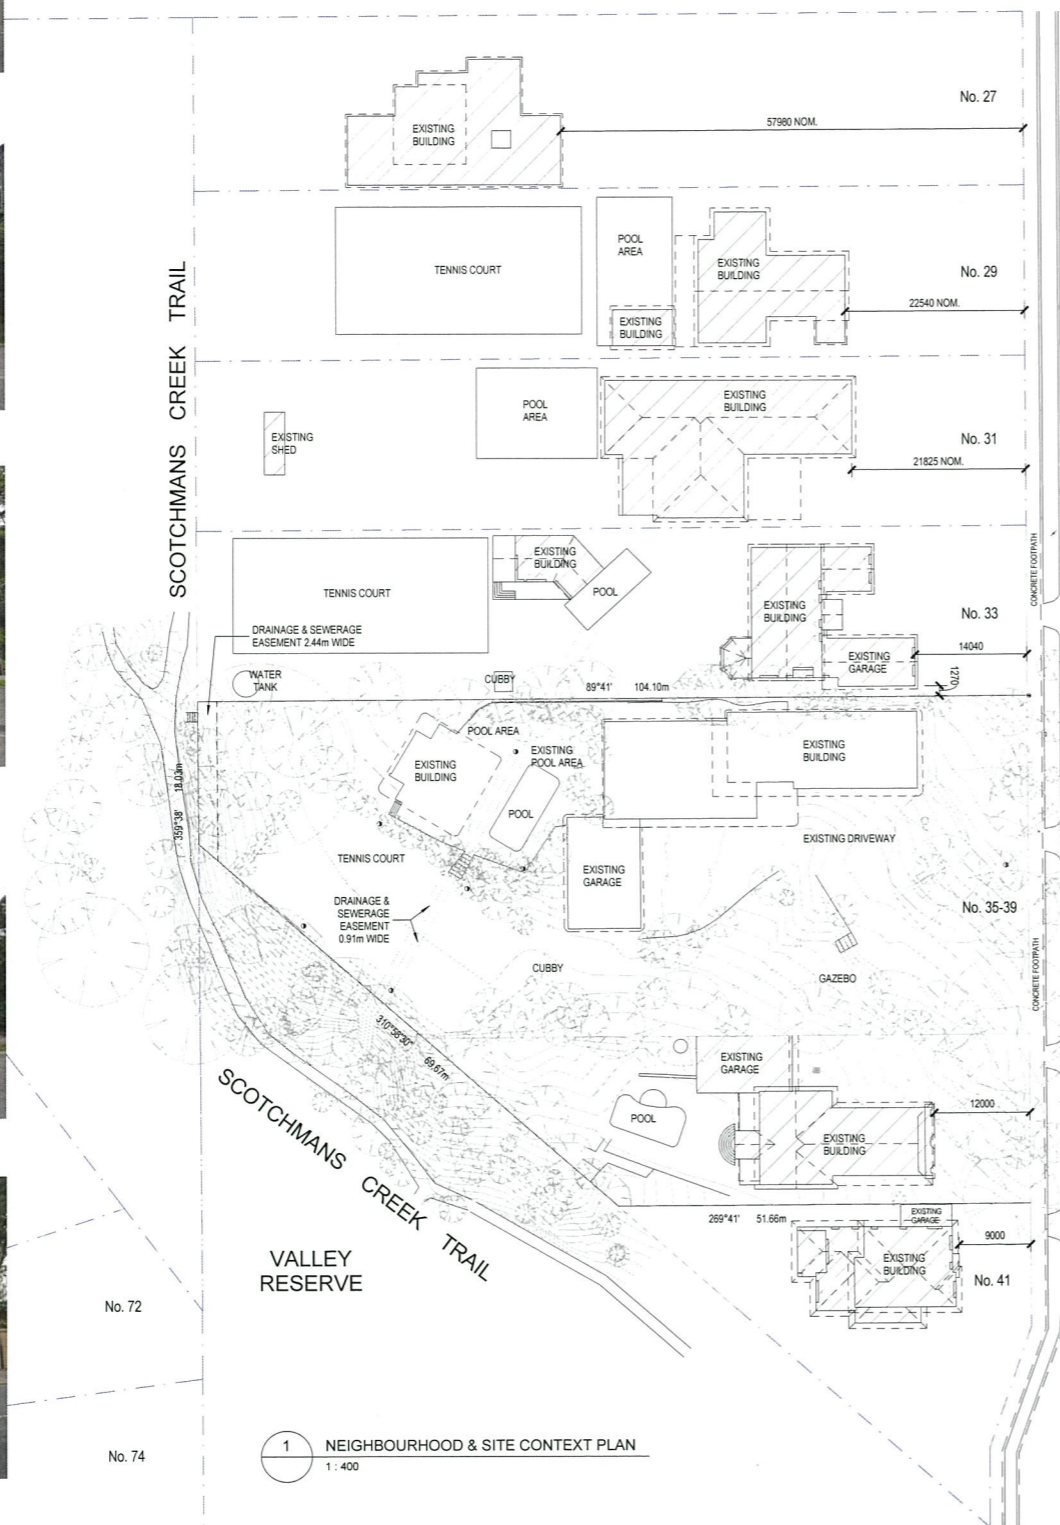 No. 27
57980 NOM.
EXISTING
BUILDING
No. 29
22540 NOM.
TENNIS COURT
POOL
AREA
EXISTING
BUILDING
EXISTING
BUILDING
No. 31
21825 NOM.
EXISTING
SHED
POOL
AREA
EXISTING
BUILDING
SCOTCHMANS CREEK TRAIL
CONCRETE FOOTPATH
No. 33
14040
1270
TENNIS COURT
EXISTING
BUILDING
POOL
EXISTING
BUILDING
EXISTING
GARAGE
DRAINAGE & SEWERAGE
EASEMENT 2.44m WIDE
WATER
TANK
CUBBY
89°41' 104.10m
359°38' 18.03m
POOL AREA
EXISTING
POOL AREA
EXISTING
BUILDING
POOL
EXISTING
BUILDING
EXISTING DRIVEWAY
TENNIS COURT
EXISTING
GARAGE
DRAINAGE &
SEWERAGE
EASEMENT
0.91m WIDE
No. 35-39
CUBBY
GAZEBO
CONCRETE FOOTPATH
310°58'30" 69.67m
EXISTING
GARAGE
POOL
12000
EXISTING
BUILDING
SCOTCHMANS CREEK TRAIL
269°41' 51.66m
EXISTING
GARAGE
9000
EXISTING
BUILDING
No. 41
VALLEY
RESERVE
No. 72
No. 74
1 NEIGHBOURHOOD & SITE CONTEXT PLAN
1 : 400